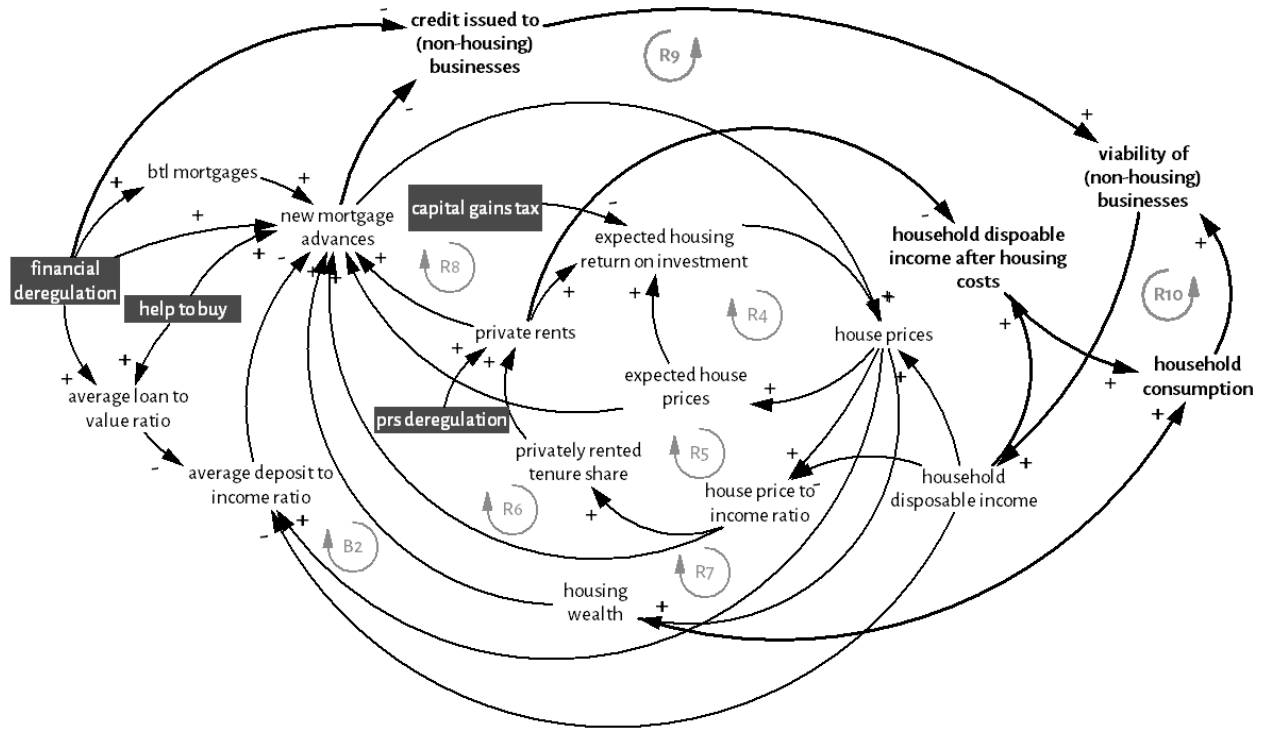 credit issued to
(non-housing)
businesses
-
-
R9
+
viability of
(non-housing)
businesses
btl mortgages
+
+
+
new mortgage
advances
capital gains tax
-
expected housing
return on investment
-
household dispoable
income after housing
costs
+
financial
deregulation
+
-
+
+
+
R8
+
+
R4
R10
help to buy
private rents
+
+
house prices
+
+
household
consumption
+
+
+
+
average loan to
value ratio
expected house
prices
+
+
prs deregulation
-
average deposit to
income ratio
privately rented
tenure share
R5
+
-
house price to
income ratio
household
disposable income
+
R6
+
+
-
B2
R7
housing
wealth
+